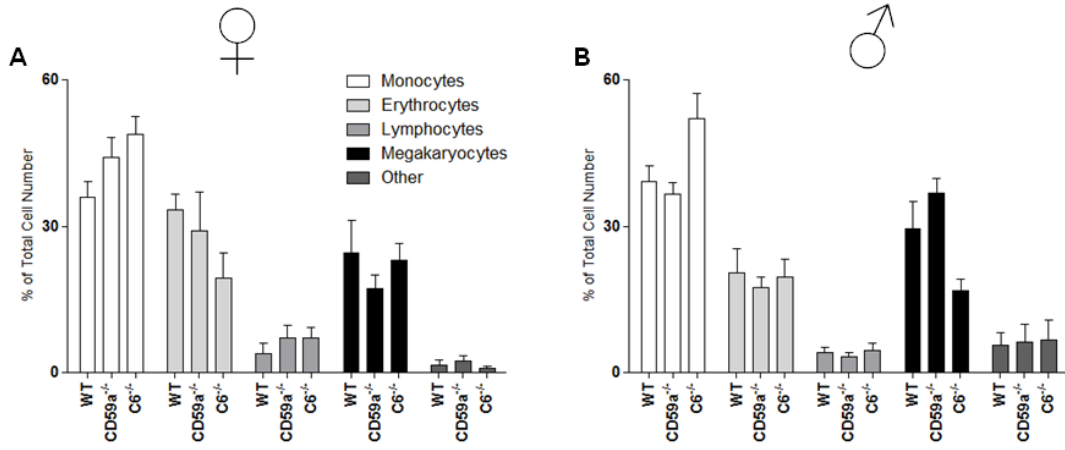 A
% of Total Cell Number
60
30
0
Monocytes
Erythrocytes
Lymphocytes
Megakaryocytes
Other
WT
CD59a-/-
C6-/-
WT
CD59a-/-
C6-/-
WT
CD59a-/-
C6-/-
WT
CD59a-/-
C6-/-
WT
CD59a-/-
C6-/-
B
% of Total Cell Number
60
30
0
WT
CD59a-/-
C6-/-
WT
CD59a-/-
C6-/-
WT
CD59a-/-
C6-/-
WT
CD59a-/-
C6-/-
WT
CD59a-/-
C6-/-